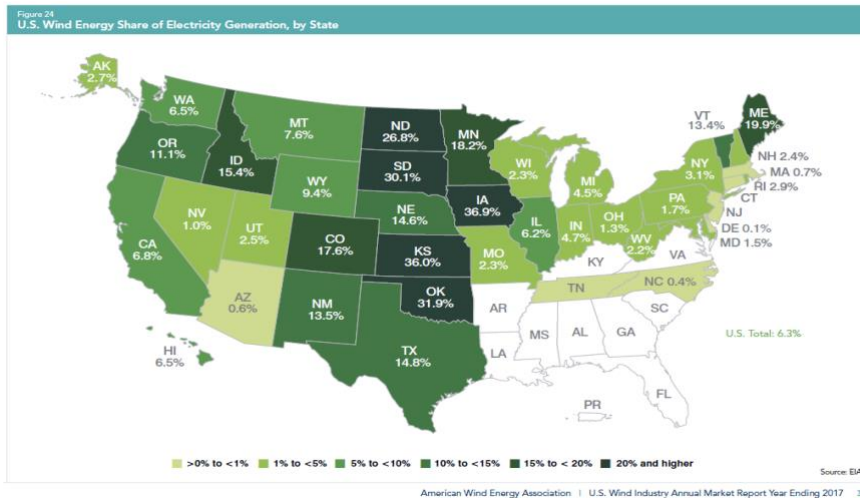 Figure 24
U.S. Wind Energy Share of Electricity Generation, by State
AK
2.7%
WA
6.5%
MT
7.6%
ND
26.8%
MN
18.2%
VT
13.4%
ME
19.9%
OR
11.1%
ID
15.4%
SD
30.1%
WI
2.3%
MI
4.5%
NY
3.1%
NH 2.4%
MA 0.7%
RI 2.9%
CT
NJ
DE 0.1%
MD 1.5%
WY
9.4%
NE
14.6%
IA
36.9%
IL
6.2%
IN
4.7%
OH
1.3%
PA
1.7%
WV
2.2%
VA
NV
1.0%
UT
2.5%
CO
17.6%
KS
36.0%
MO
2.3%
KY
CA
6.8%
AZ
0.6%
NM
13.5%
OK
31.9%
AR
TN
NC 0.4%
SC
MS
AL
GA
LA
TX
14.8%
FL
HI
6.5%
PR
U.S. Total: 6.3%
>0% to <1%
1% to <5%
5% to <10%
10% to <15%
15% to < 20%
20% and higher
Source: EIA
American Wind Energy Association | U.S. Wind Industry Annual Market Report Year Ending 2017